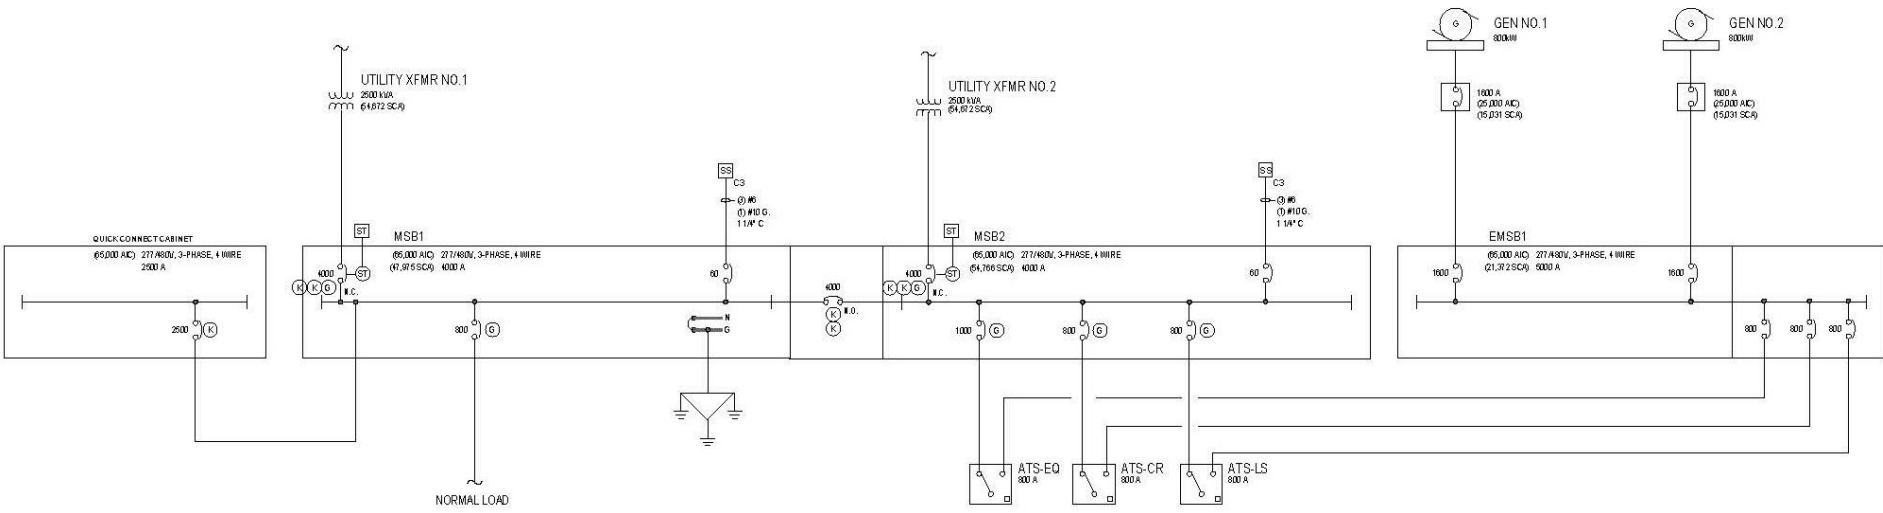 GEN NO.1
800kW
GEN NO.2
800kW
G
G
UTILITY XFMR NO.1
2500 kVA
(54,672 SCA)
UTILITY XFMR NO.2
2500 kVA
(54,672 SCA)
1600 A
(25,000 AIC)
(15,031 SCA)
1600 A
(25,000 AIC)
(15,031 SCA)
SS
C3
(3) #6
(1) #10 G.
1 1/4" C
SS
C3
(3) #6
(1) #10 G.
1 1/4" C
QUICK CONNECT CABINET
(65,000 AIC) 277/480V, 3-PHASE, 4 WIRE
2500 A
2500
K
ST
MSB1
(65,000 AIC) 277/480V, 3-PHASE, 4 WIRE
(47,975 SCA) 4000 A
4000
ST
K K G
N.C.
60
800
G
N
G
4000
N.O.
K
K
ST
MSB2
(65,000 AIC) 277/480V, 3-PHASE, 4 WIRE
(54,766 SCA) 4000 A
4000
ST
K K G
N.C.
60
1000
G
800
G
800
G
EMSB1
(65,000 AIC) 277/480V, 3-PHASE, 4 WIRE
(21,372 SCA) 5000 A
1600
1600
800
800
800
ATS-EQ
800 A
ATS-CR
800 A
ATS-LS
800 A
NORMAL LOAD